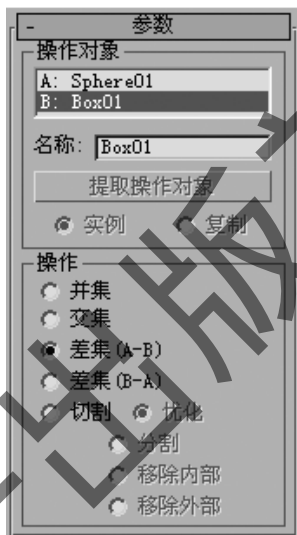 - 参数
操作对象
A: Sphere01
B: Box01
名称: Box01
提取操作对象
实例 复制
操作
并集
交集
差集(A-B)
差集(B-A)
切割 优化
分割
移除内部
移除外部
出版